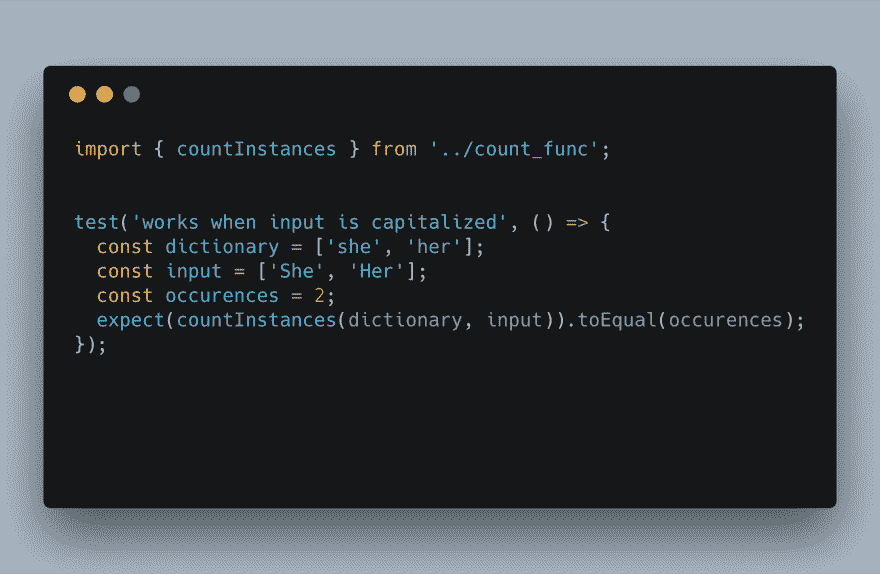 import { countInstances } from '../count_func';
test('works when input is capitalized', () => {
const dictionary = ['she', 'her'];
const input = ['She', 'Her'];
const occurences = 2;
expect(countInstances(dictionary, input)).toEqual(occurences);
});